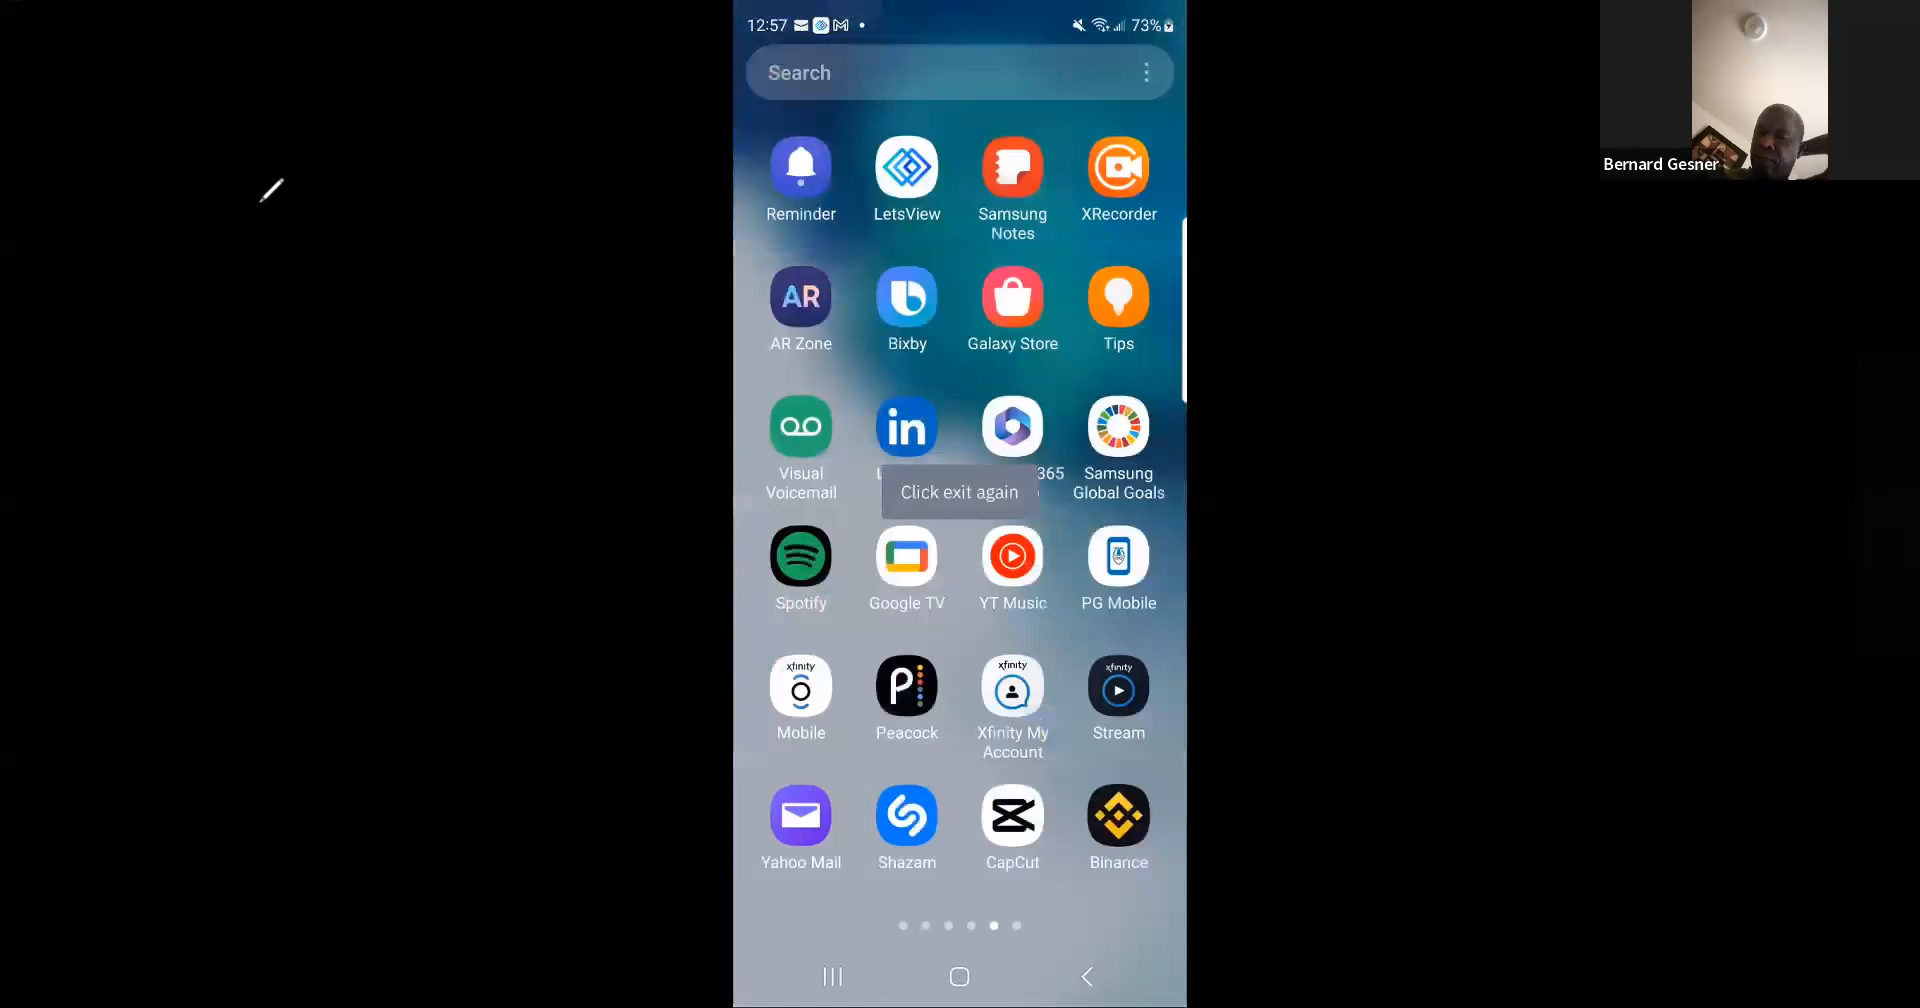 12:57
73%
Search
Bernard Gesner
Reminder
LetsView
Samsung
Notes
XRecorder
AR
AR Zone
Bixby
Galaxy Store
Tips
in
Visual
Voicemail
365
Samsung
Global Goals
Click exit again
Spotify
Google TV
YT Music
PG Mobile
xfinity
Mobile
Peacock
xfinity
Xfinity My
Account
xfinity
Stream
Yahoo Mail
Shazam
CapCut
Binance